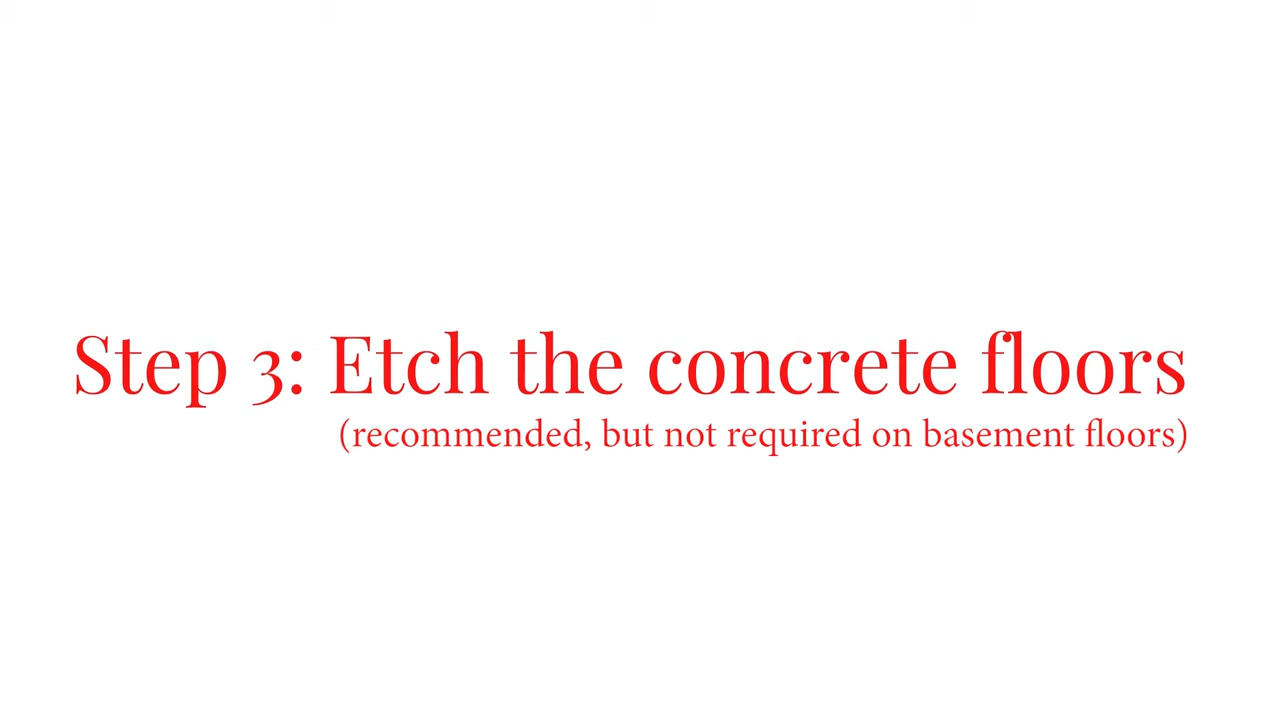 Step 3: Etch the concrete floors
(recommended, but not required on basement floors)